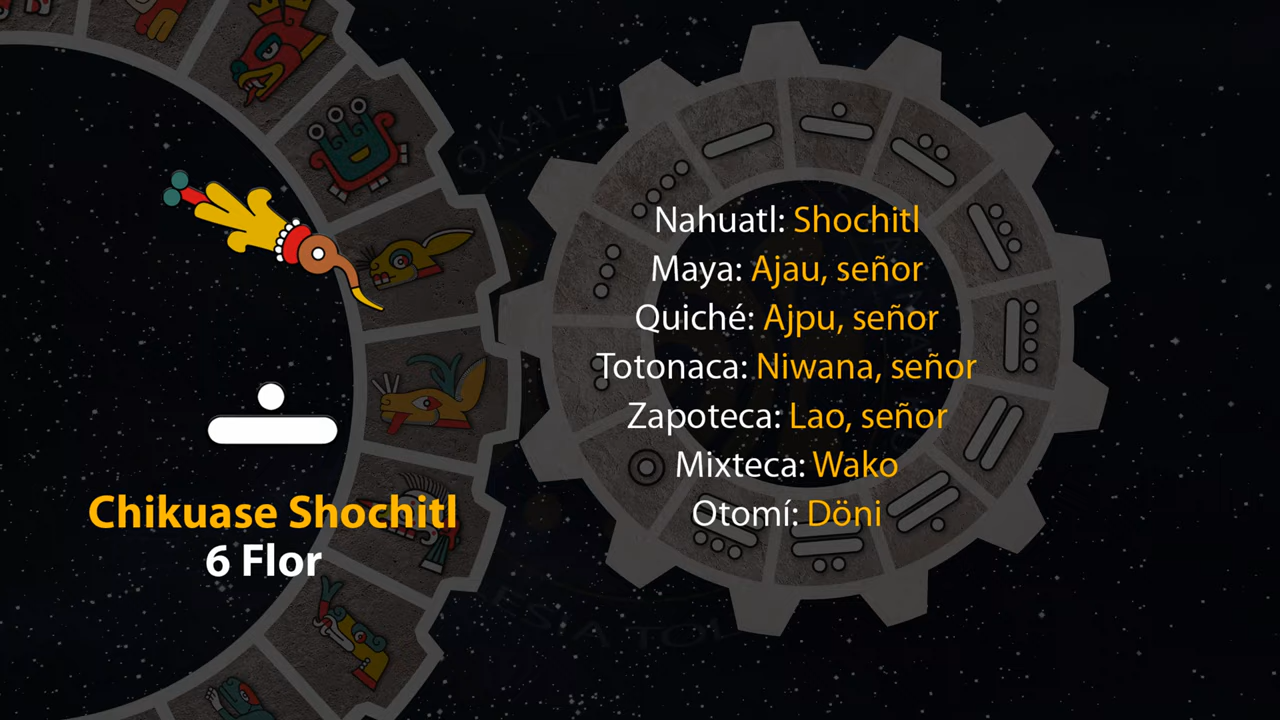 Nahuatl: Shochitl
Maya: Ajau, señor
Quiché: Ajpu, señor
Totonaca: Niwana, señor
Zapoteca: Lao, señor
Mixteca: Wako
Otomí: Döni
Chikuase Shochitl
6 Flor